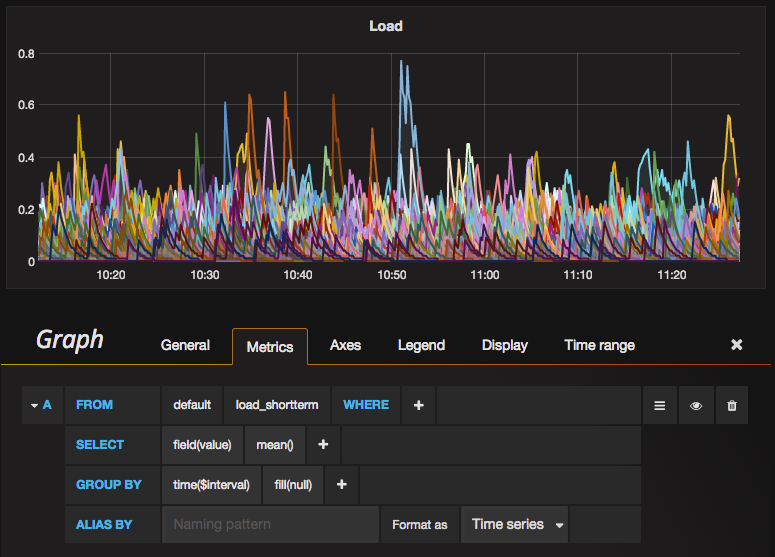 Load
0.8
0.6
0.4
0.2
0
10:20 10:30 10:40 10:50 11:00 11:10 11:20
Graph General Metrics Axes Legend Display Time range
A FROM default load_shortterm WHERE
SELECT field(value) mean()
GROUP BY time($interval) fill(null)
ALIAS BY Naming pattern Format as Time series